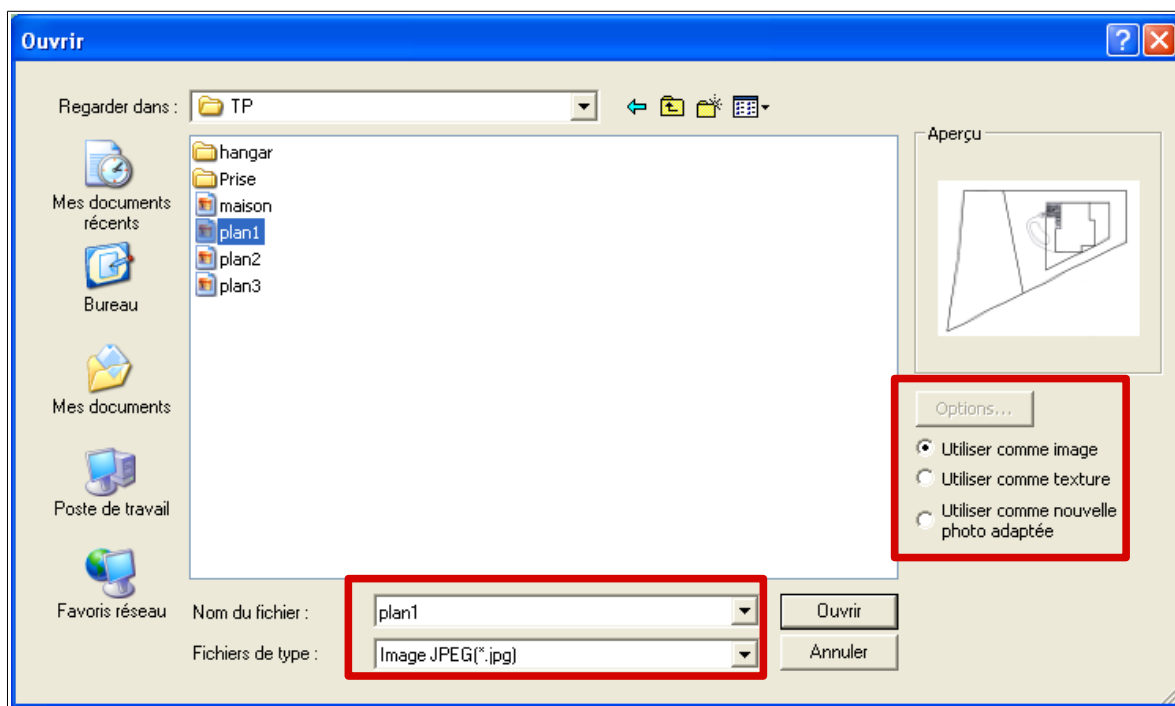 Ouvrir
Regarder dans :
TP
Mes documents
récents
Bureau
Mes documents
Poste de travail
Favoris réseau
hangar
Prise
maison
plan1
plan2
plan3
Aperçu
Options...
Utiliser comme image
Utiliser comme texture
Utiliser comme nouvelle
photo adaptée
Nom du fichier :
plan1
Ouvrir
Fichiers de type :
Image JPEG(*.jpg)
Annuler